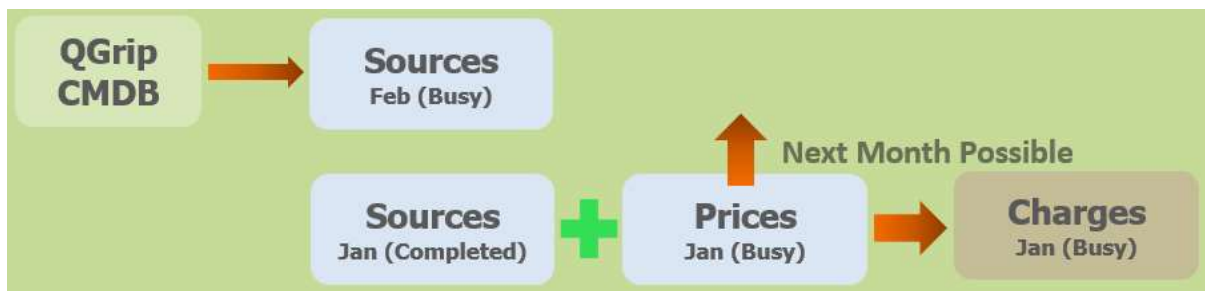 QGrip
CMDB
Sources
Feb (Busy)
Next Month Possible
Sources
Jan (Completed)
Prices
Jan (Busy)
Charges
Jan (Busy)